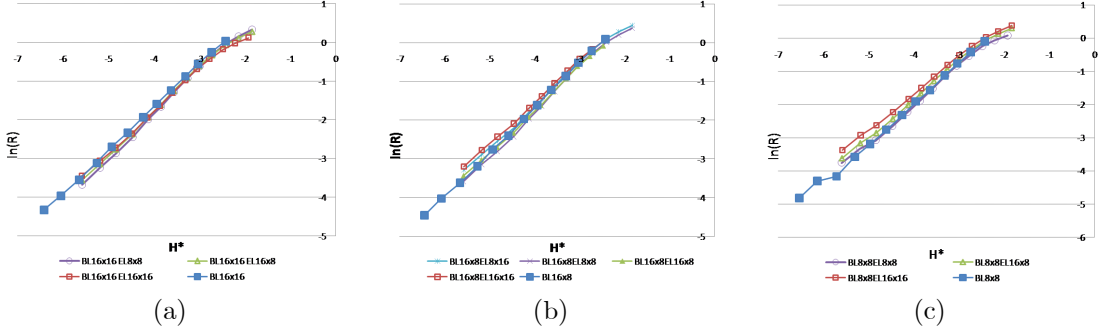 1
-7 -6 -5 -4 -3 -2 -1 0
0
-1
-2
-3
-4
-5
ln(R)
H*
BL16x16 EL8x8
BL16x16 EL16x8
BL16x16 EL16x16
BL16x16
(a)
1
-7 -6 -5 -4 -3 -2 -1 0
0
-1
-2
-3
-4
-5
ln(R)
H*
BL16x8EL8x16
BL16x8EL8x8
BL16x8EL16x8
BL16x8EL16x16
BL16x8
(b)
1
-7 -6 -5 -4 -3 -2 -1 0
0
-1
-2
-3
-4
-5
-6
ln(R)
H*
BL8x8EL8x8
BL8x8EL16x8
BL8x8EL16x16
BL8x8
(c)